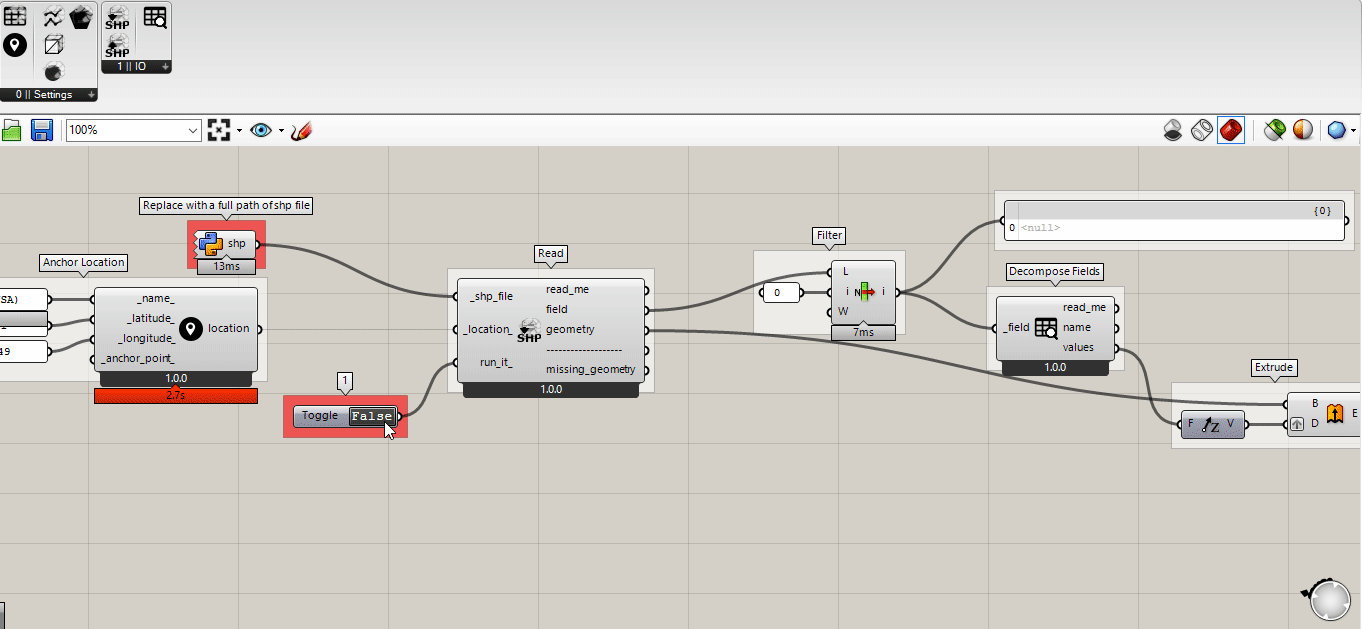 SHP
SHP
0 || Settings
1 || IO
100%
Replace with a full path of shp file
shp
13ms
Anchor Location
SA)
49
_name_
_latitude_
_longitude_
_anchor_point_
location
1.0.0
2.7s
1
Toggle False
Read
_shp_file
_location_
run_it_
SHP
read_me
field
geometry
--------------------
missing_geometry
1.0.0
Filter
0
L
i N i
W
7ms
{0}
0 <null>
Decompose Fields
_field
read_me
name
values
1.0.0
Extrude
F Z V
B
D
E